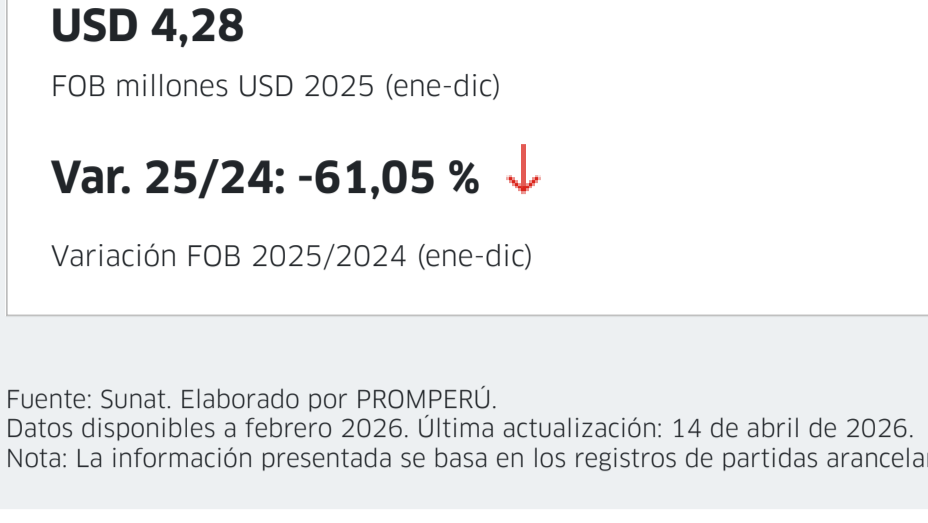 USD 4,28
FOB millones USD 2025 (ene-dic)
Var. 25/24: -61,05 %
Variación FOB 2025/2024 (ene-dic)
Fuente: Sunat. Elaborado por PROMPERÚ.
Datos disponibles a febrero 2026. Última actualización: 14 de abril de 2026.
Nota: La información presentada se basa en los registros de partidas